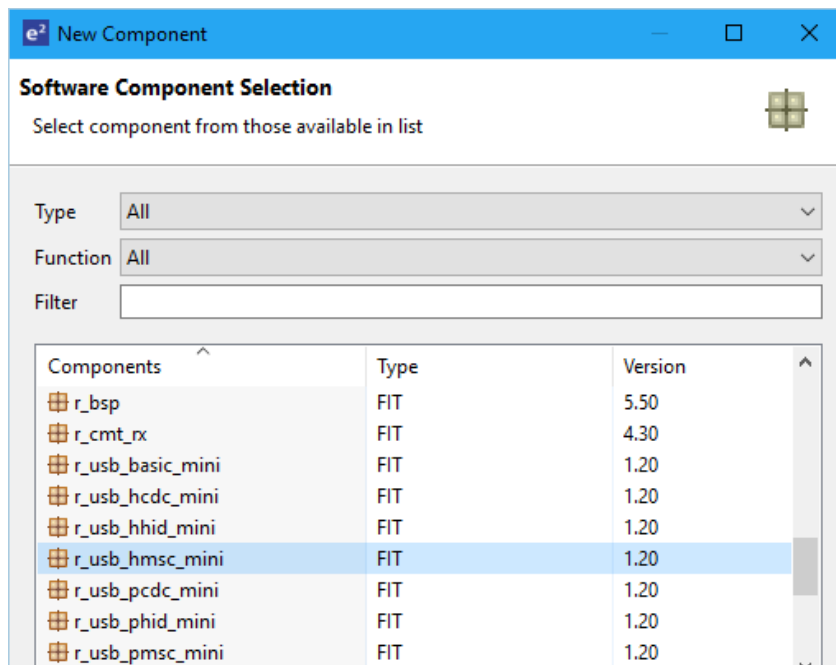 e² New Component
Software Component Selection
Select component from those available in list
Type All
Function All
Filter
Components Type Version
r_bsp FIT 5.50
r_cmt_rx FIT 4.30
r_usb_basic_mini FIT 1.20
r_usb_hcdc_mini FIT 1.20
r_usb_hhid_mini FIT 1.20
r_usb_hmsc_mini FIT 1.20
r_usb_pcdc_mini FIT 1.20
r_usb_phid_mini FIT 1.20
r_usb_pmsc_mini FIT 1.20